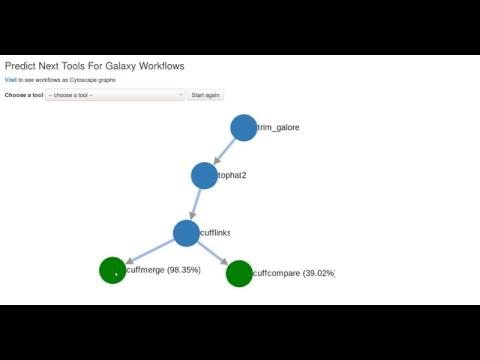 Predict Next Tools For Galaxy Workflows
Visit to see workflows as Cytoscape graphs
Choose a tool -- choose a tool -- Start again
trim_galore
tophat2
cufflinks
cuffmerge (98.35%)
cuffcompare (39.02%)